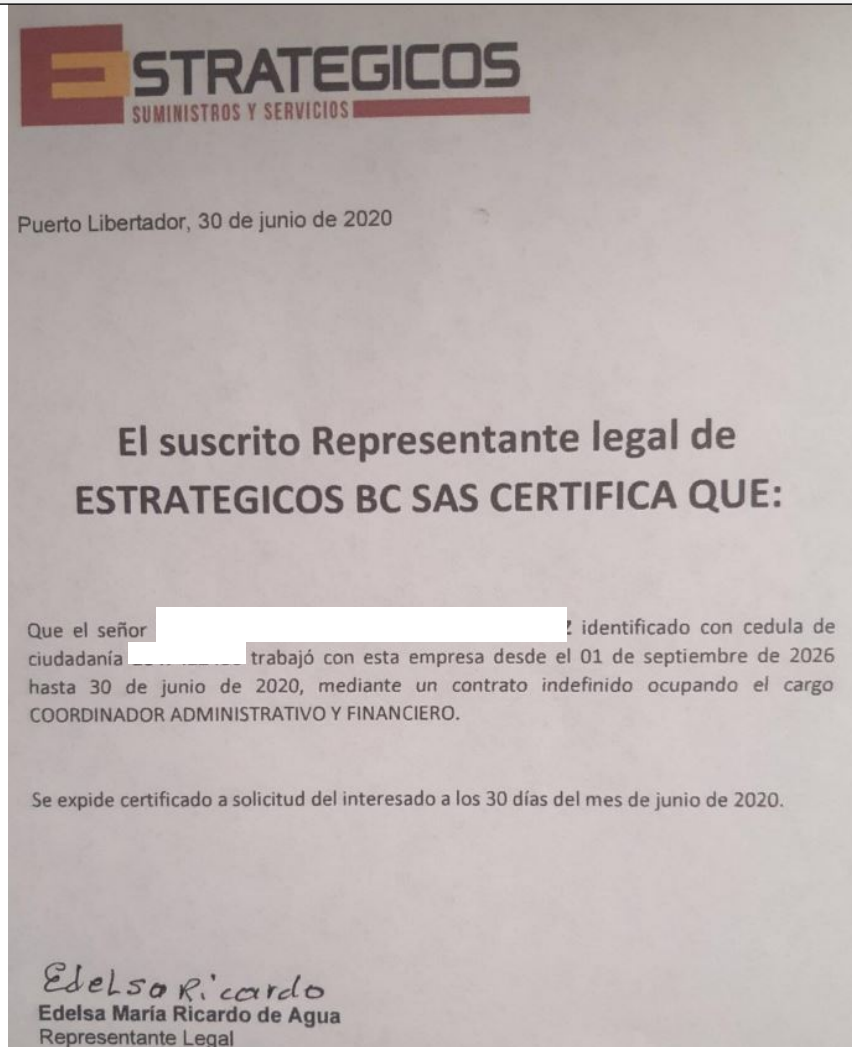 ESTRATEGICOS
SUMINISTROS Y SERVICIOS
Puerto Libertador, 30 de junio de 2020
El suscrito Representante legal de
ESTRATEGICOS BC SAS CERTIFICA QUE:
Que el señor identificado con cedula de
ciudadanía trabajó con esta empresa desde el 01 de septiembre de 2026
hasta 30 de junio de 2020, mediante un contrato indefinido ocupando el cargo
COORDINADOR ADMINISTRATIVO Y FINANCIERO.
Se expide certificado a solicitud del interesado a los 30 días del mes de junio de 2020.
Edelsa Ricardo
Edelsa María Ricardo de Agua
Representante Legal